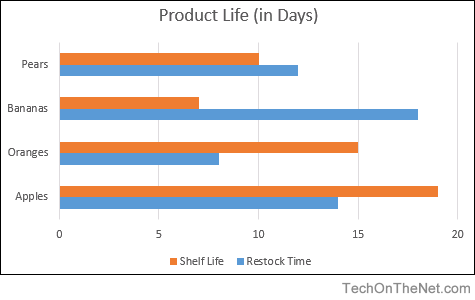 Product Life (in Days)
Pears
Bananas
Oranges
Apples
0 5 10 15 20
Shelf Life Restock Time
TechOnTheNet.com